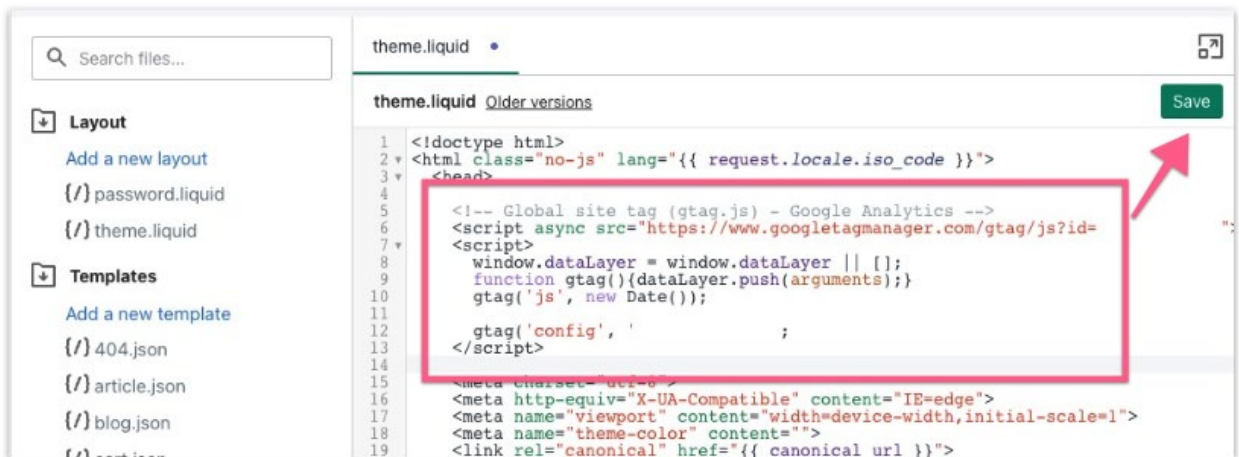 Search files...
Layout
Add a new layout
{/} password.liquid
{/} theme.liquid
Templates
Add a new template
{/} 404.json
{/} article.json
{/} blog.json
{/} cart.json
theme.liquid
theme.liquid Older versions
Save
1 <!doctype html>
2 <html class="no-js" lang="{{ request.locale.iso_code }}">
3 <head>
4
5 <!-- Global site tag (gtag.js) - Google Analytics -->
6 <script async src="https://www.googletagmanager.com/gtag/js?id= ">
7 <script>
8 window.dataLayer = window.dataLayer || [];
9 function gtag(){dataLayer.push(arguments);}
10 gtag('js', new Date());
11
12 gtag('config', ' ;
13 </script>
14
15 <meta charset="utf-8">
16 <meta http-equiv="X-UA-Compatible" content="IE=edge">
17 <meta name="viewport" content="width=device-width,initial-scale=1">
18 <meta name="theme-color" content="">
19 <link rel="canonical" href="{{ canonical_url }}">